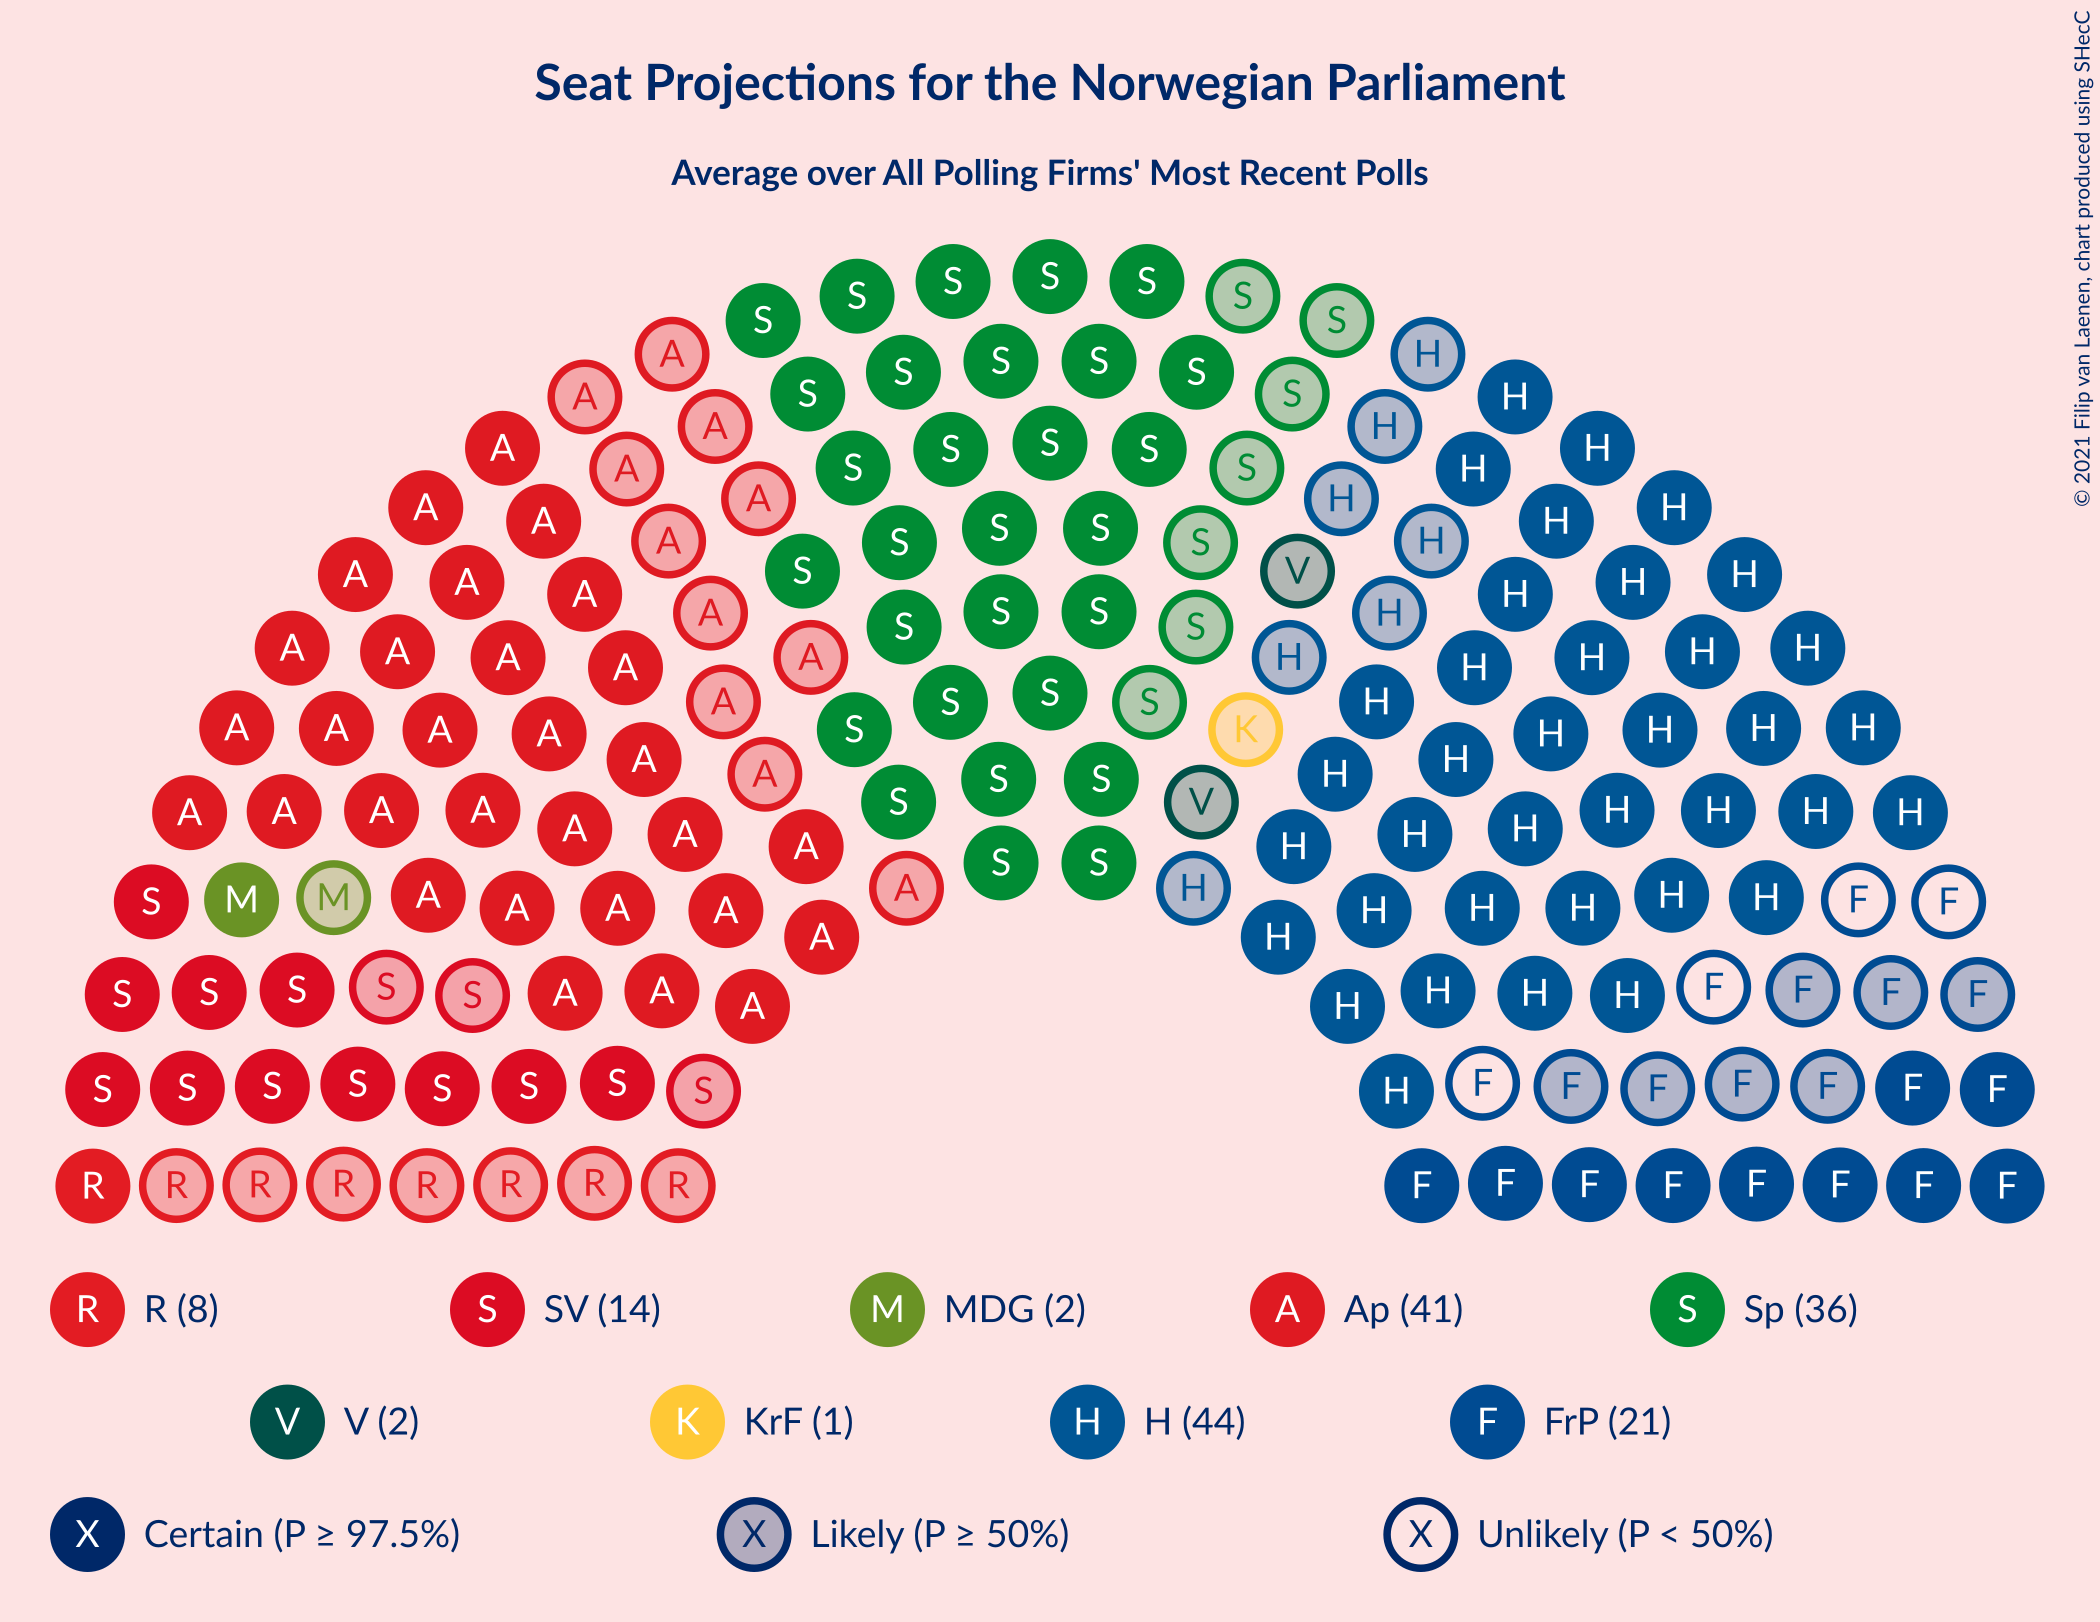 Seat Projections for the Norwegian Parliament
Average over All Polling Firms' Most Recent Polls
© 2021 Filip van Laenen, chart produced using SHecC
S S S S S S S
A S S S S S S H
A A S S S S S H H
A A A S S S S S V H H H
A A A A S S S S H H H H
A A A A A S S S S K H H H H H
A A A A A A S S S V H H H H H H
A A A A A A A A S S H H H H H H H H
S M M A A A A A H H H H H F F
S S S S S A A A H H H H F F F F
S S S S S S S S H F F F F F F F
R R R R R R R R F F F F F F F F
R R (8) S SV (14) M MDG (2) A Ap (41) S Sp (36)
V V (2) K KrF (1) H H (44) F FrP (21)
X Certain (P ≥ 97.5%) X Likely (P ≥ 50%) X Unlikely (P < 50%)